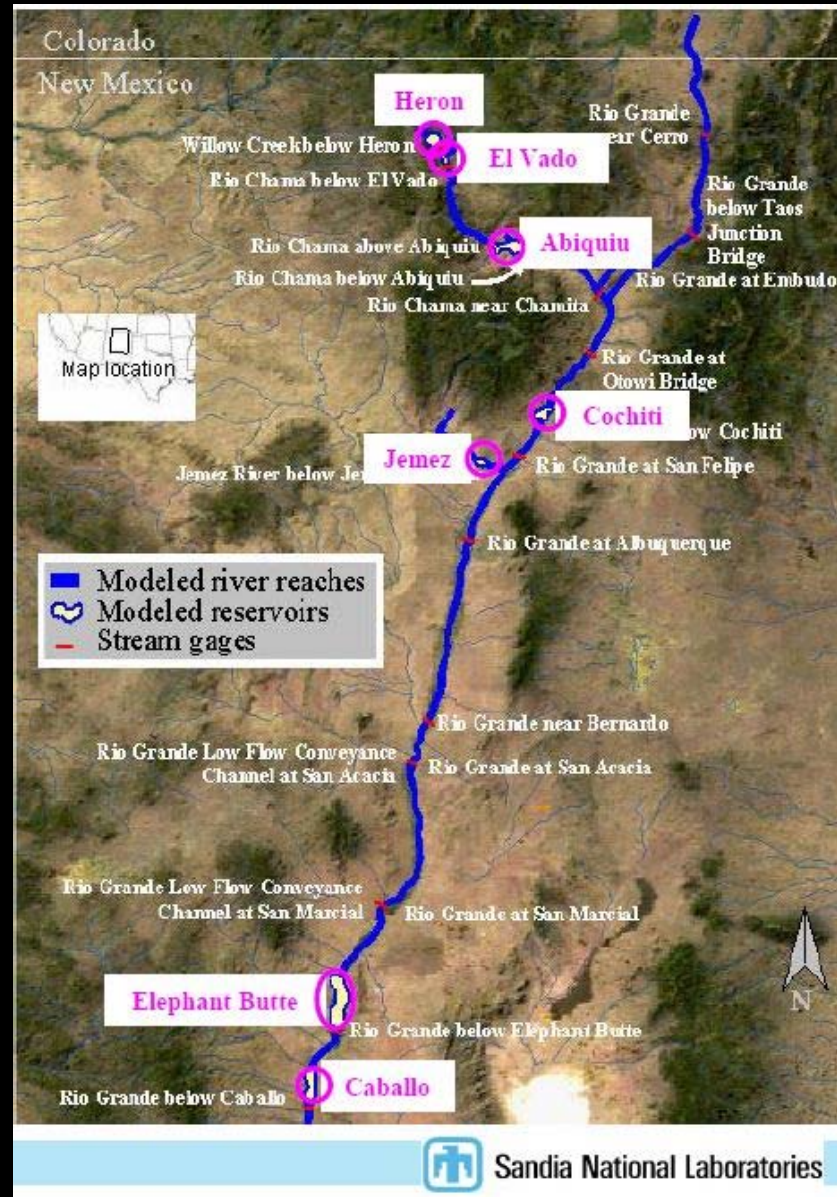 Colorado
New Mexico
Heron
Rio Grande
ear Cerro
Willow Creekbelow Heron
El Vado
Rio Chama below El Vado
Rio Grande
below Taos
Junction
Bridge
Rio Chama above Abiquiu
Abiquiu
Rio Chama below Abiquiu
Rio Grande at Embudo
Rio Chama near Chamita
Map location
Rio Grande at
Otowi Bridge
Cochiti
ow Cochiti
Jemez
Rio Grande at San Felipe
Jemez River below Je
Rio Grande at Albuquerque
Modeled river reaches
Modeled reservoirs
Stream gages
Rio Grande near Bernardo
Rio Grande Low Flow Conveyance
Channel at San Acacia
Rio Grande at San Acacia
Rio Grande Low Flow Conveyance
Channel at San Marcial
Rio Grande at San Marcial
Elephant Butte
N
Rio Grande below Elephant Butte
Caballo
Rio Grande below Caballo
Sandia National Laboratories